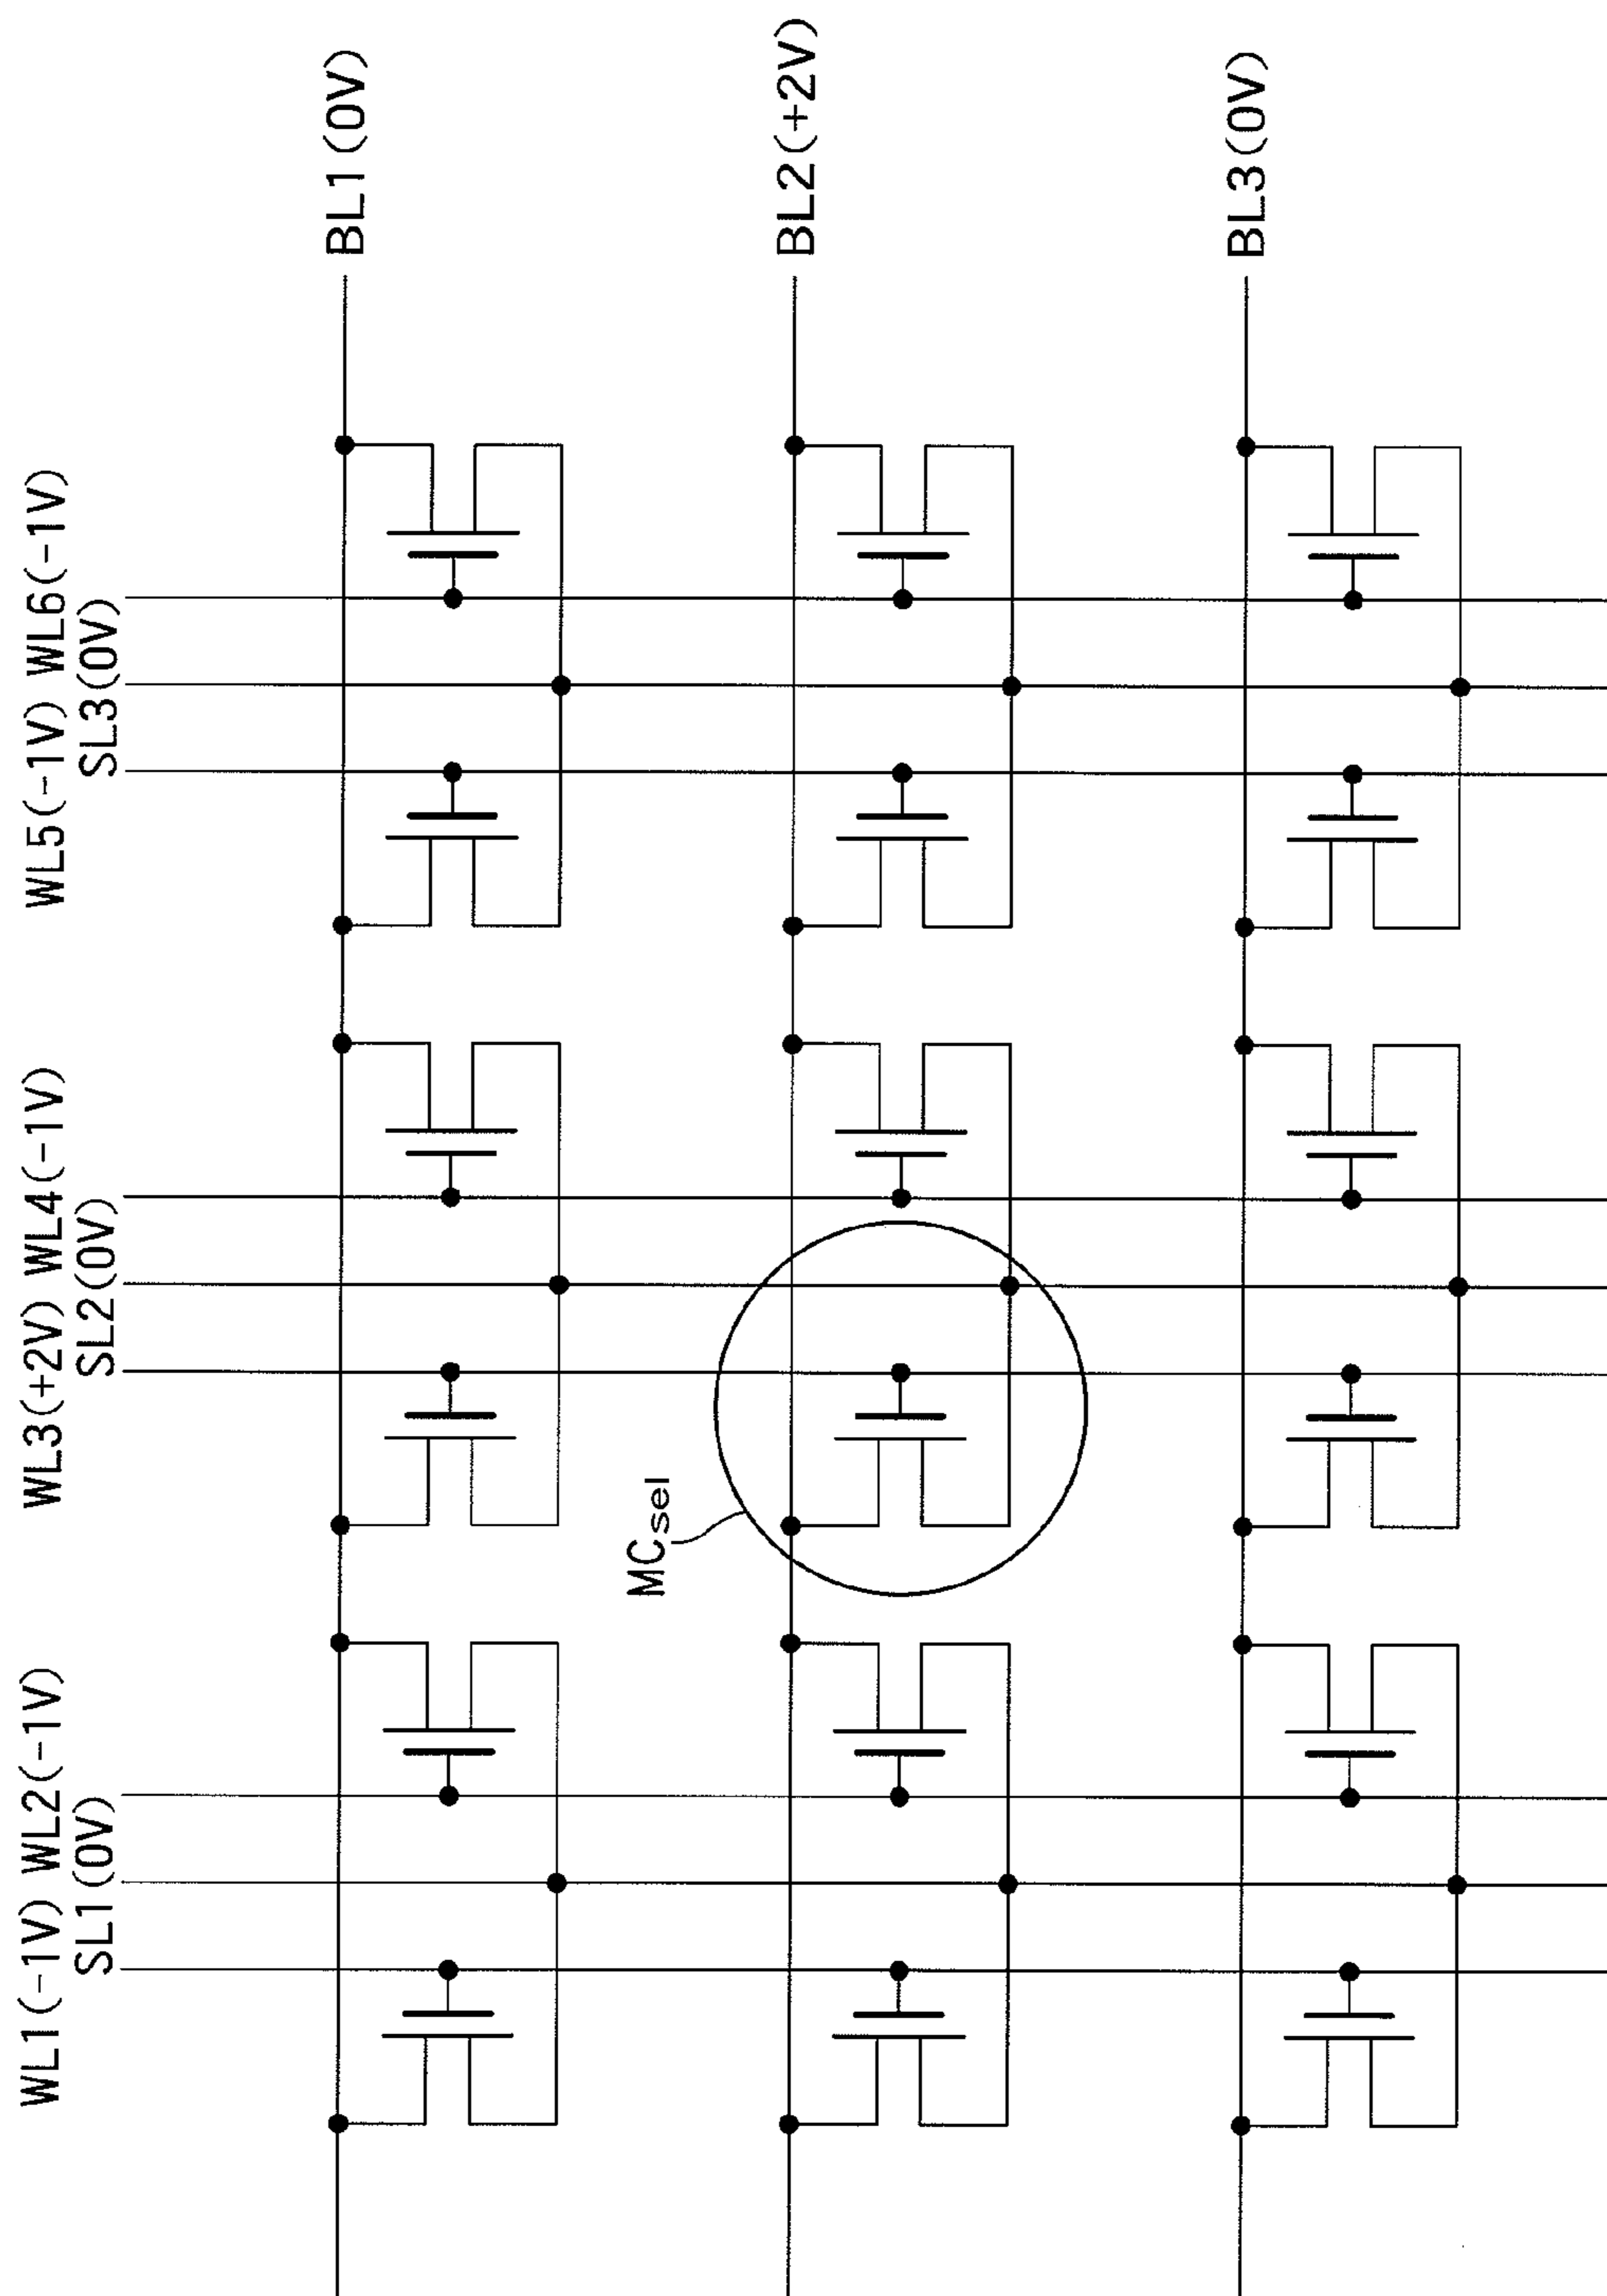 WL1(-1V) WL2(-1V)
SL1(0V)
WL3(+2V) WL4(-1V)
SL2(0V)
WL5(-1V) WL6(-1V)
SL3(0V)
BL1(0V)
MCsel
BL2(+2V)
BL3(0V)